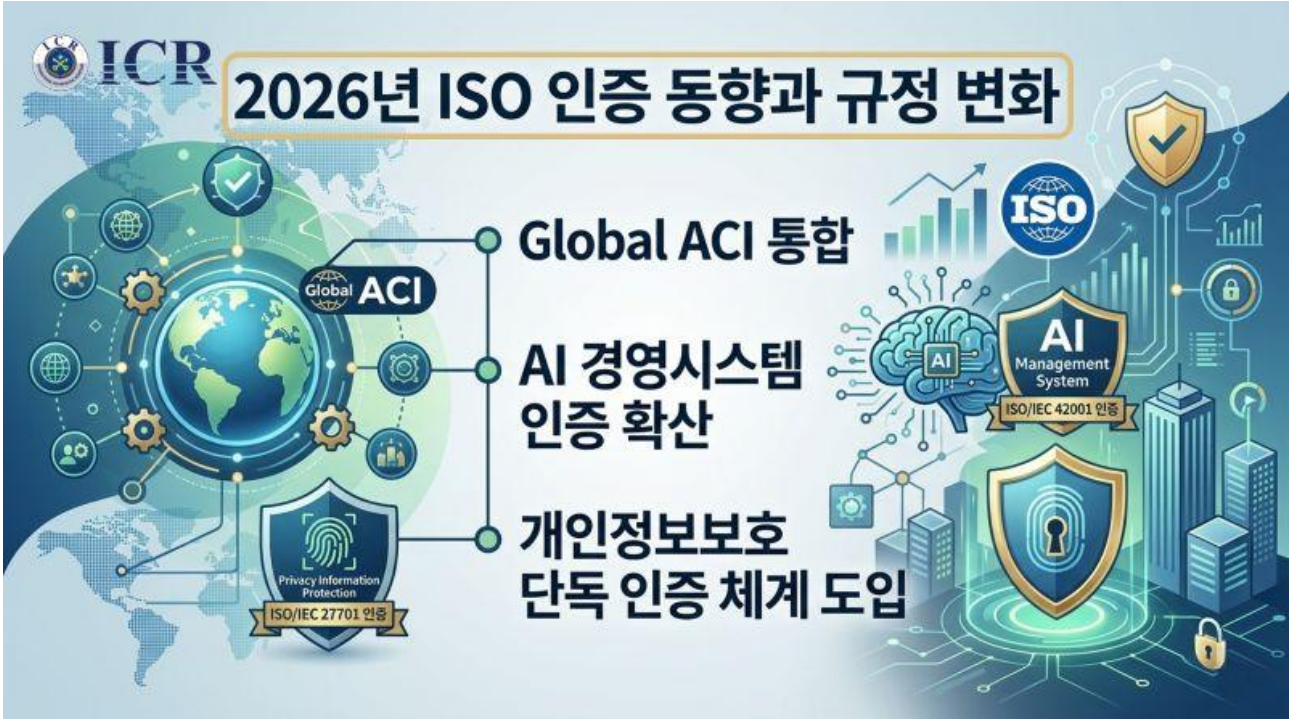 ICR
ICR
2026년 ISO 인증 동향과 규정 변화
Global ACI
Global ACI 통합
AI 경영시스템
인증 확산
개인정보보호
단독 인증 체계 도입
Privacy Information
Protection
ISO/IEC 27701 인증
ISO
AI
AI
Management
System
ISO/IEC 42001 인증